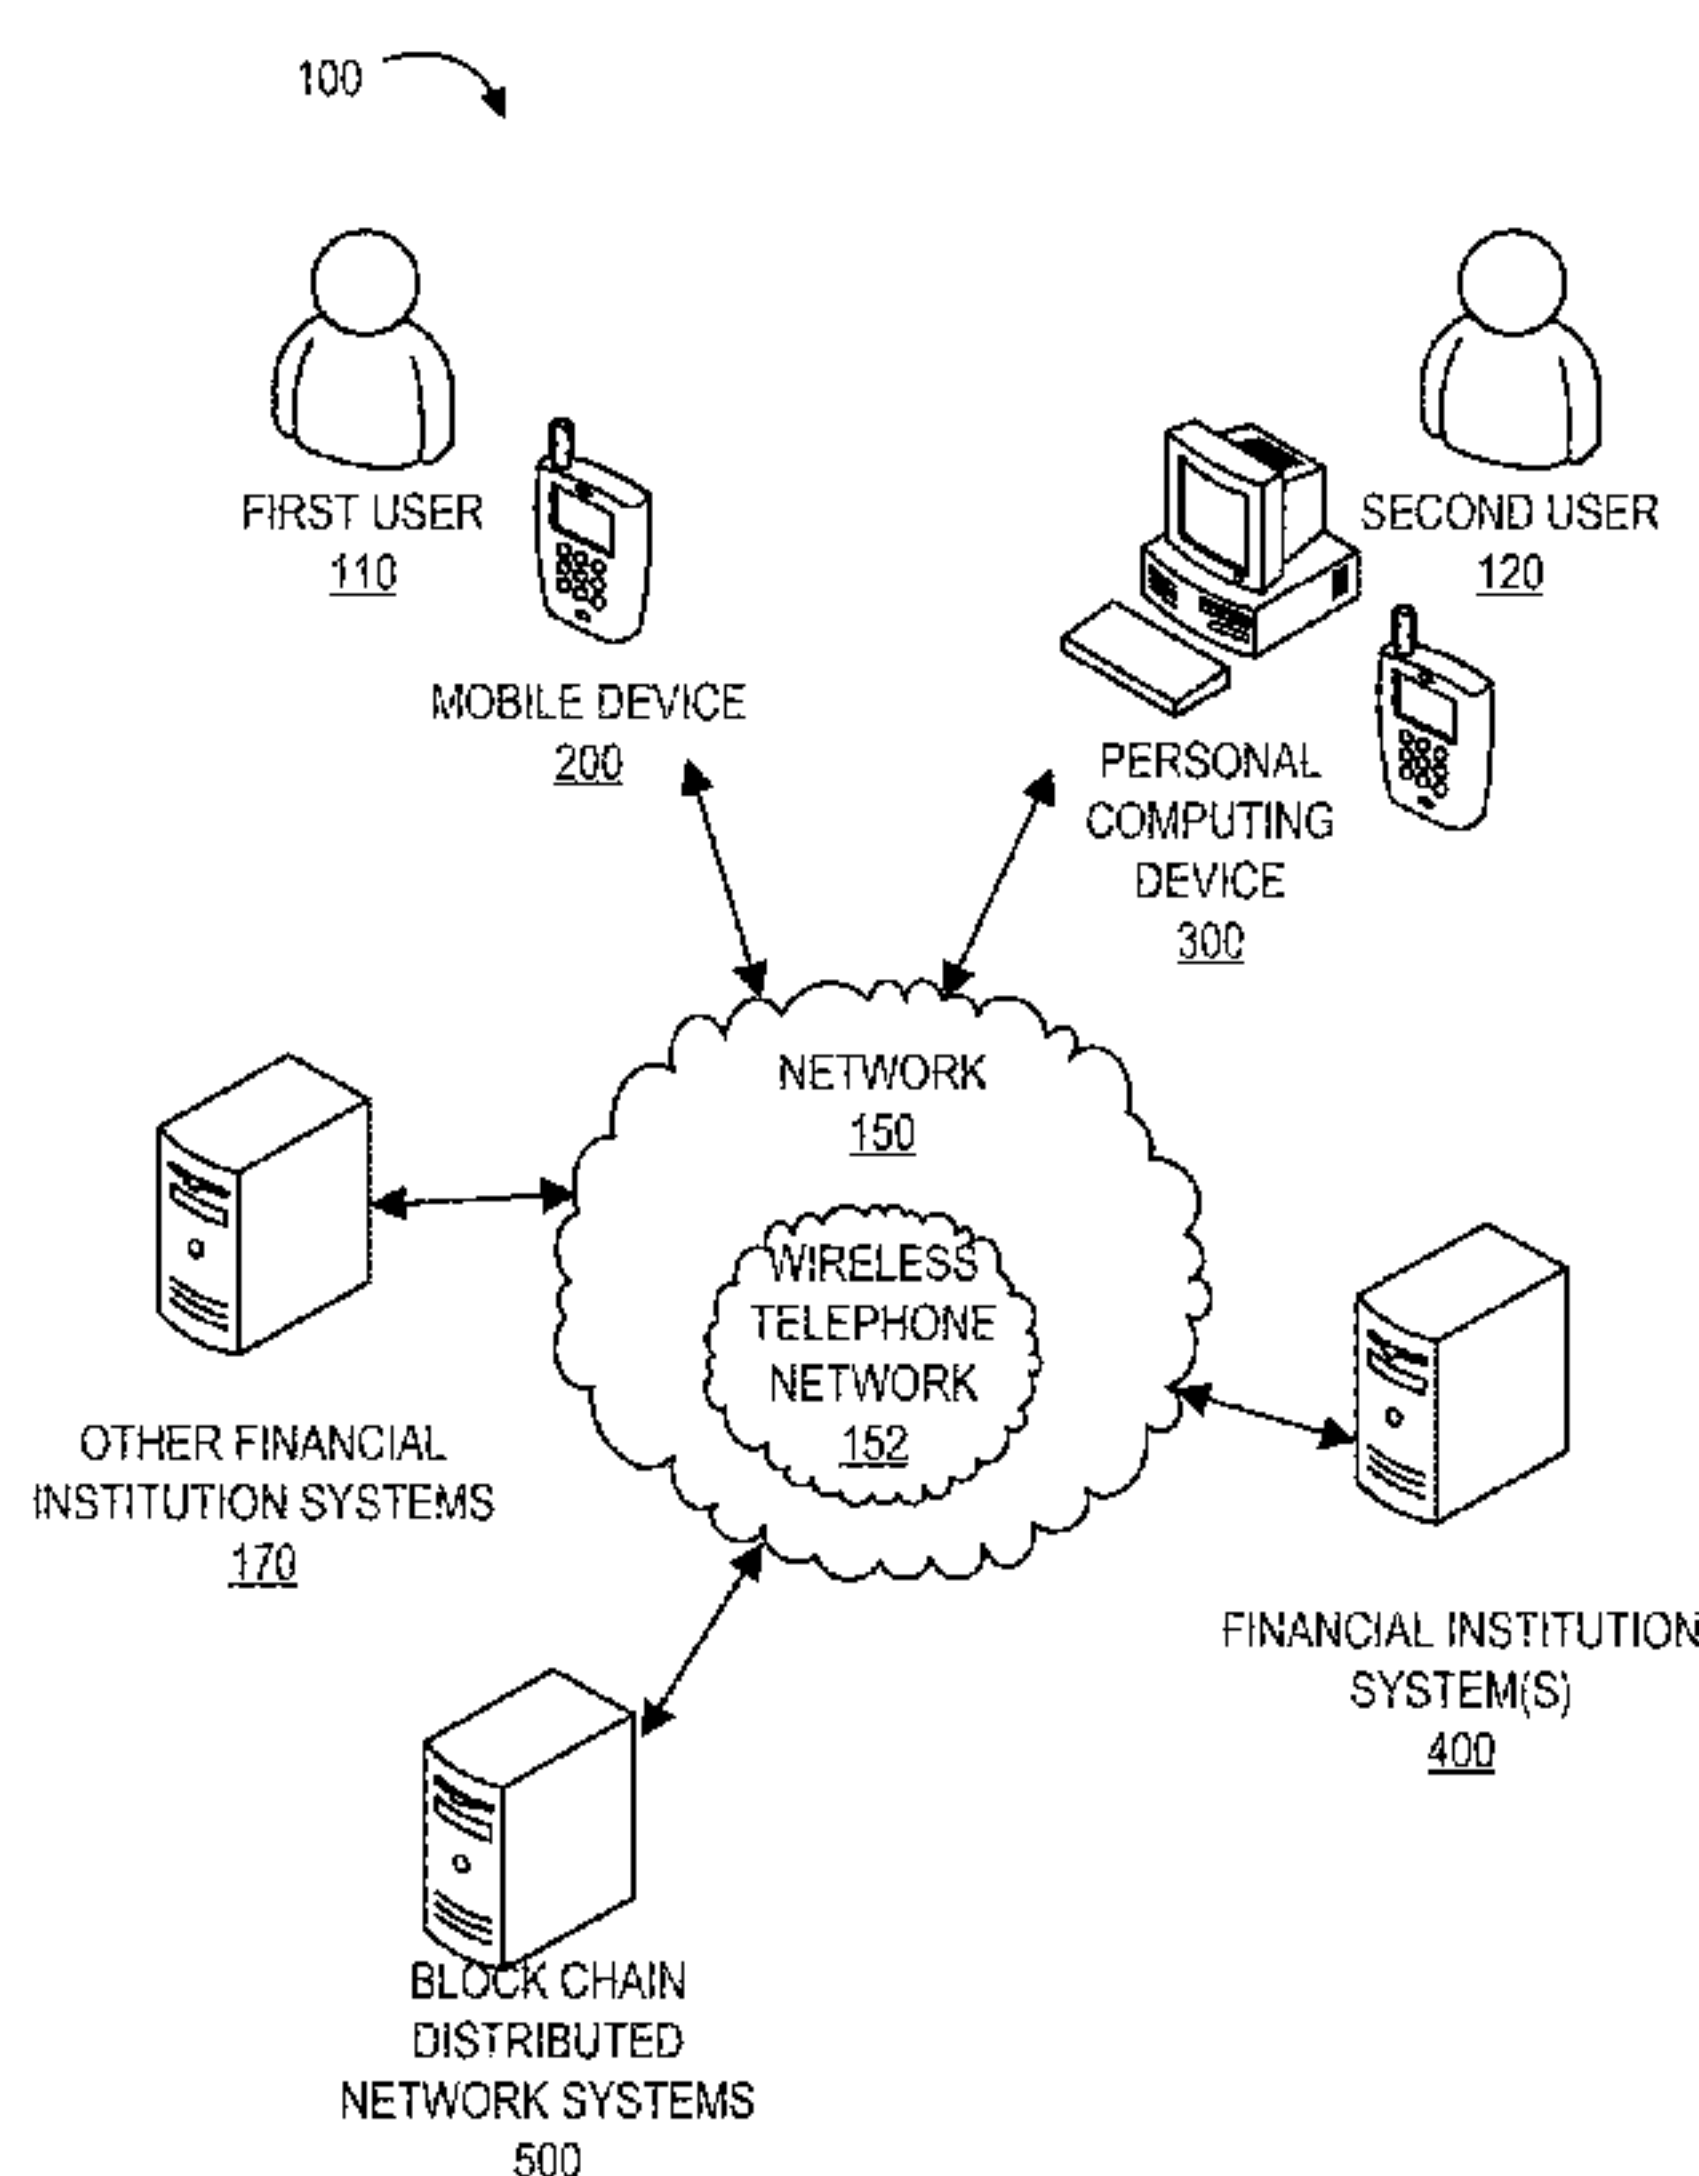 100
FIRST USER
110
SECOND USER
120
MOBILE DEVICE
200
PERSONAL
COMPUTING
DEVICE
300
NETWORK
150
WIRELESS
TELEPHONE
NETWORK
152
OTHER FINANCIAL
INSTITUTION SYSTEMS
170
FINANCIAL INSTITUTION
SYSTEM(S)
400
BLOCK CHAIN
DISTRIBUTED
NETWORK SYSTEMS
500